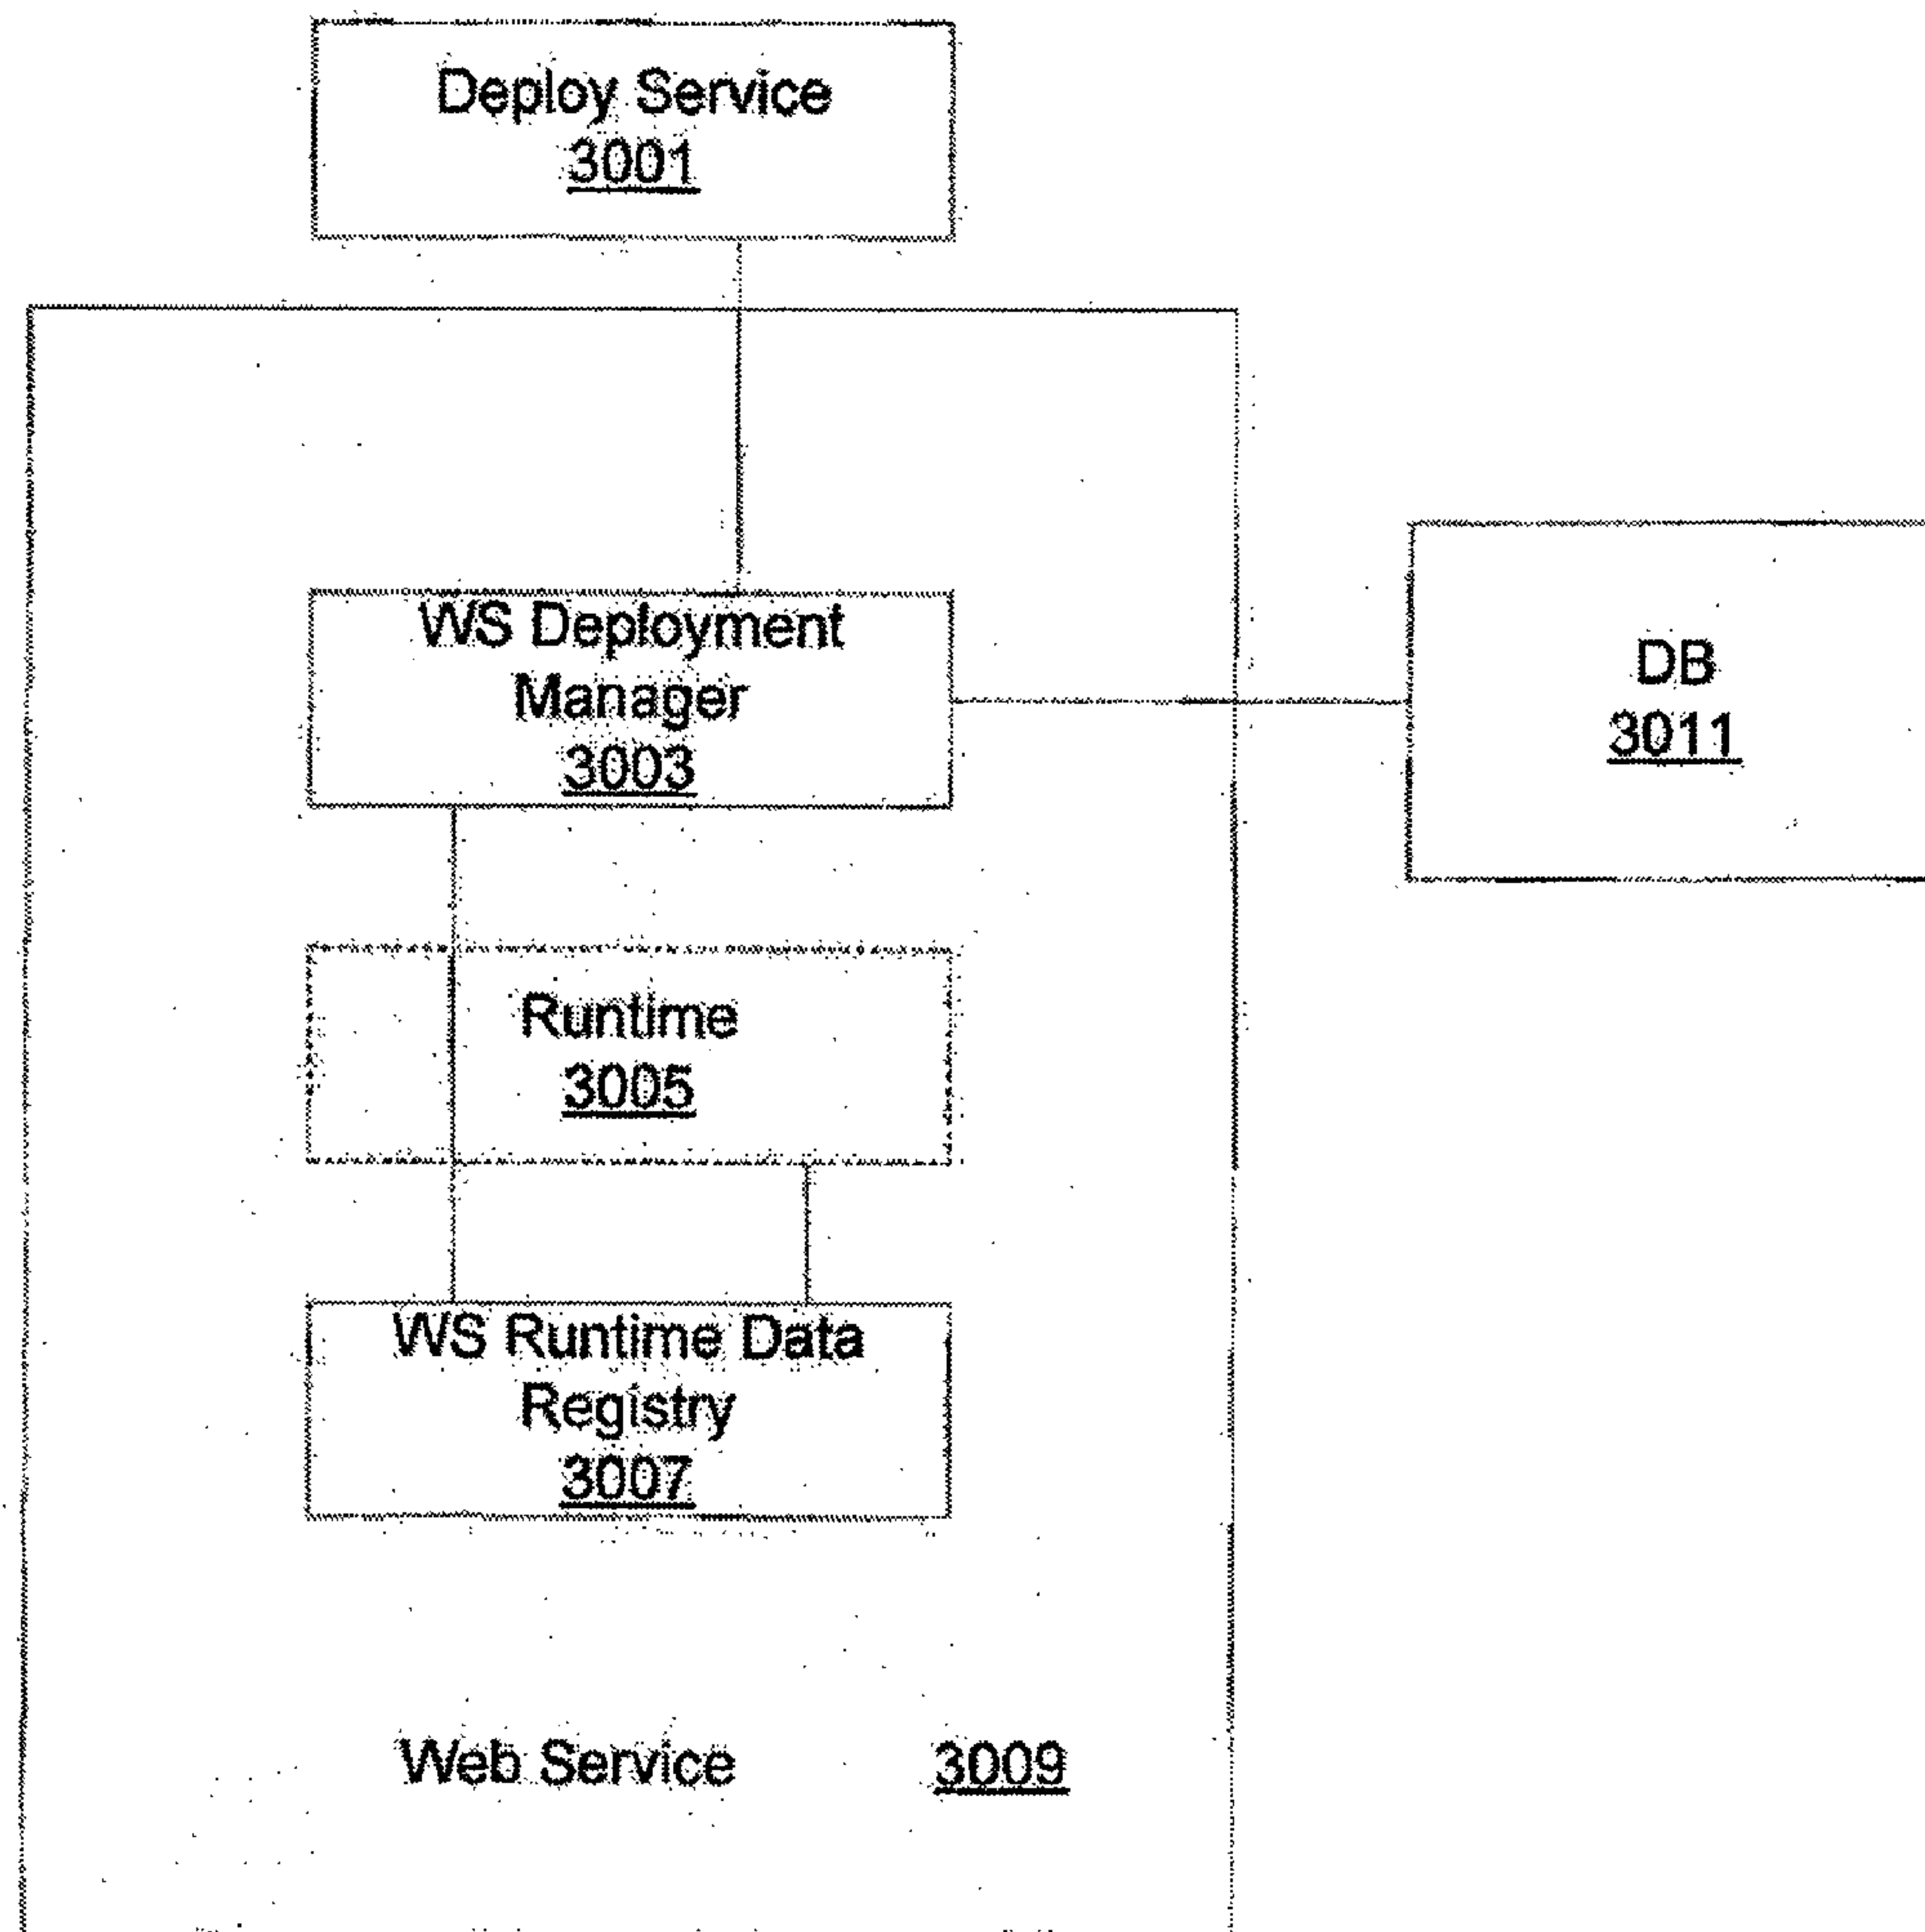 Deploy Service
3001
WS Deployment
Manager
3003
DB
3011
Runtime
3005
WS Runtime Data
Registry
3007
Web Service 3009